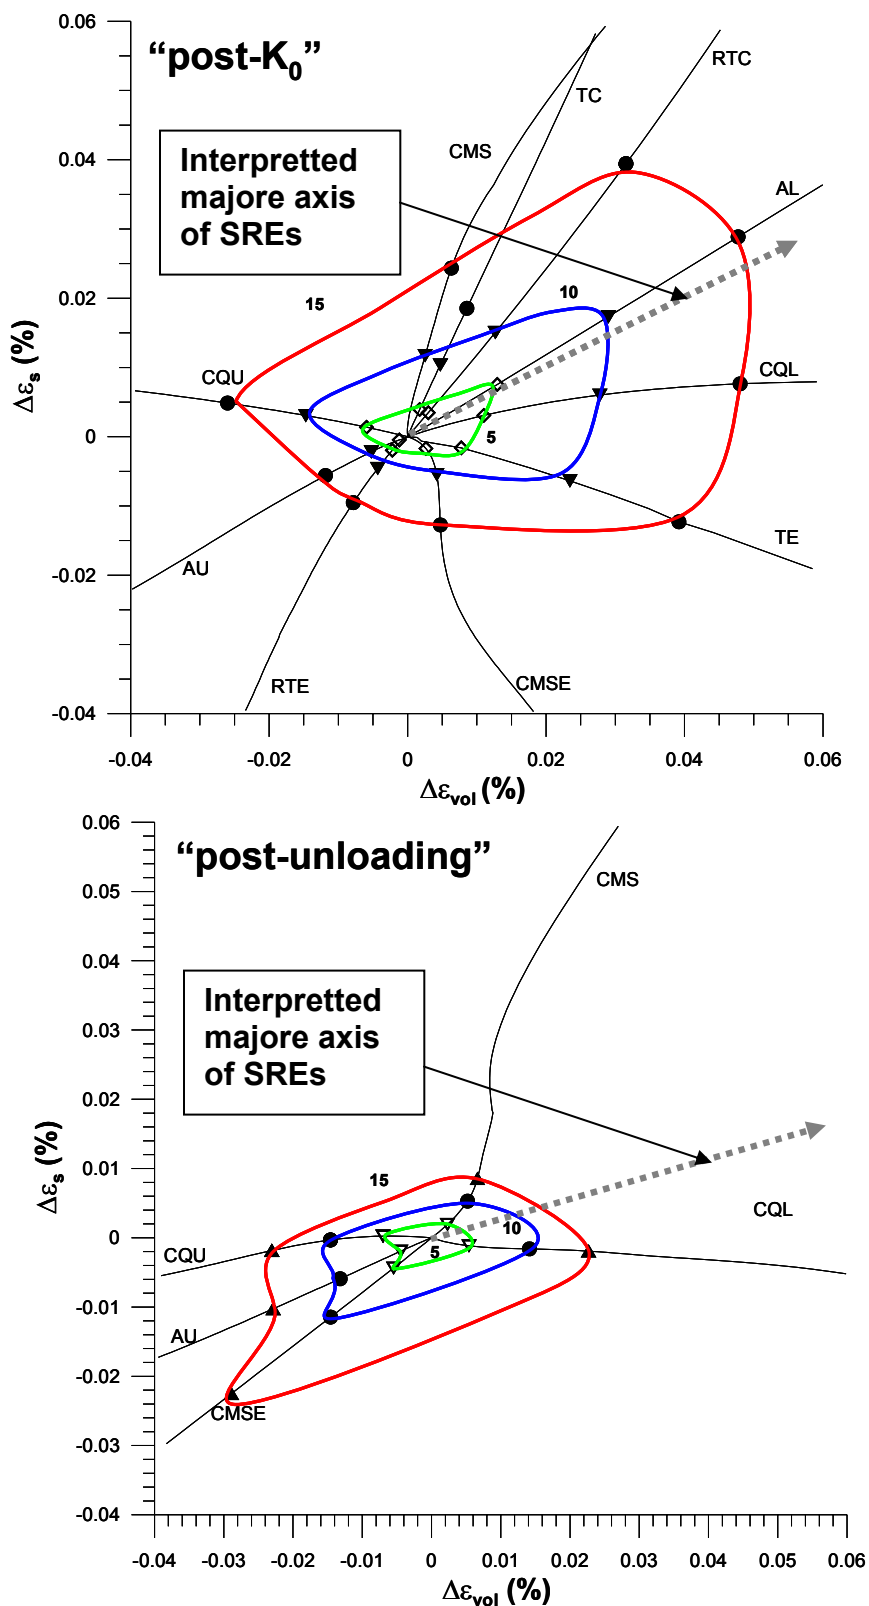 “post-K0”
0.06
0.04
0.02
0
-0.02
-0.04
Δεs (%)
Interpretted
majore axis
of SREs
CMS
TC
RTC
AL
15
10
5
CQU
CQL
AU
TE
RTE
CMSE
-0.04
-0.02
0
0.02
0.04
0.06
Δεvol (%)
“post-unloading”
0.06
0.05
0.04
0.03
0.02
0.01
0
-0.01
-0.02
-0.03
-0.04
Δεs (%)
CMS
Interpretted
majore axis
of SREs
15
10
5
CQL
CQU
AU
CMSE
-0.04
-0.03
-0.02
-0.01
0
0.01
0.02
0.03
0.04
0.05
0.06
Δεvol (%)